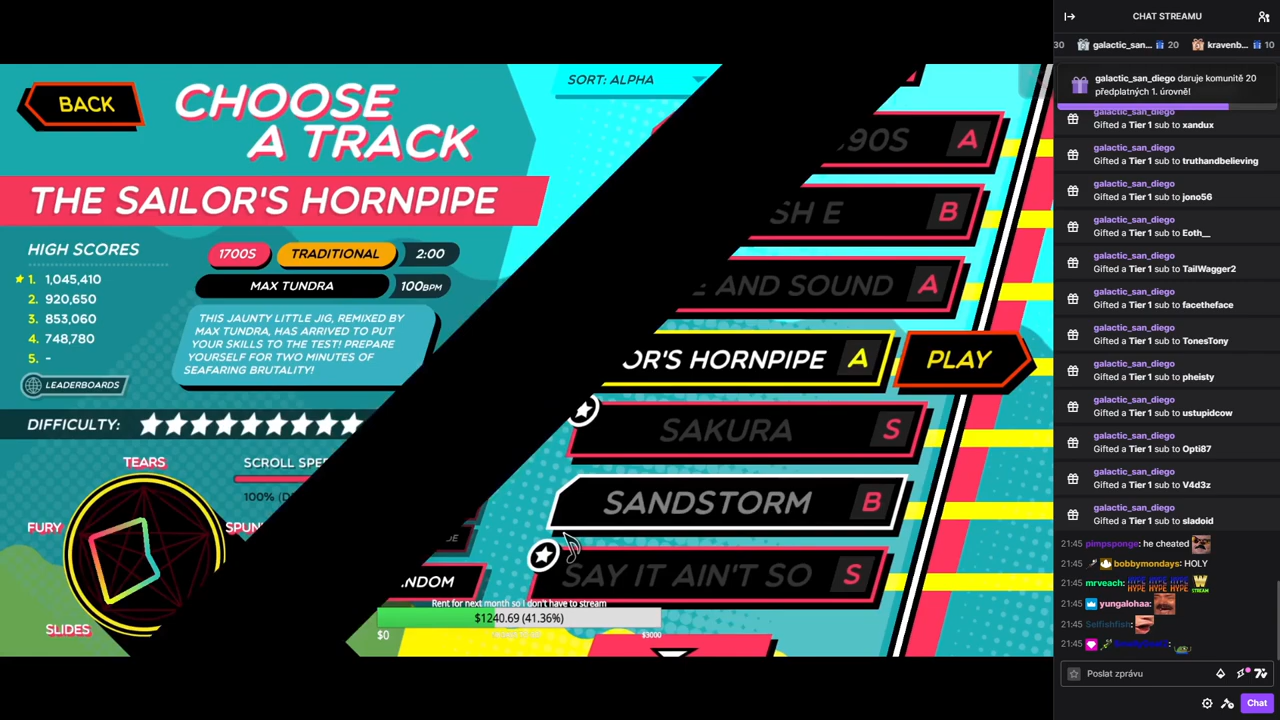 BACK
CHOOSE
A TRACK
SORT: ALPHA
THE SAILOR'S HORNPIPE
HIGH SCORES
1. 1,045,410
2. 920,650
3. 853,060
4. 748,780
5. -
LEADERBOARDS
1700S TRADITIONAL 2:00
MAX TUNDRA 100BPM
THIS JAUNTY LITTLE JIG, REMIXED BY
MAX TUNDRA, HAS ARRIVED TO PUT
YOUR SKILLS TO THE TEST! PREPARE
YOURSELF FOR TWO MINUTES OF
SEAFARING BRUTALITY!
DIFFICULTY:
TEARS
FURY
SLIDES
SCROLL SPE
100%
NDOM
90S A
SH E B
E AND SOUND A
OR'S HORNPIPE A
PLAY
SAKURA S
SANDSTORM B
SAY IT AIN'T SO S
Rent for next month so I don't have to stream
$1240.69 (41.36%)
$0
$3000
CHAT STREAMU
30 galactic_san... 20 kravenb... 10
galactic_san_diego daruje komunitě 20
předplatných 1. úrovně!
galactic_san_diego
Gifted a Tier 1 sub to xandux
galactic_san_diego
Gifted a Tier 1 sub to truthandbelieving
galactic_san_diego
Gifted a Tier 1 sub to jono56
galactic_san_diego
Gifted a Tier 1 sub to Eoth__
galactic_san_diego
Gifted a Tier 1 sub to TailWagger2
galactic_san_diego
Gifted a Tier 1 sub to facetheface
galactic_san_diego
Gifted a Tier 1 sub to TonesTony
galactic_san_diego
Gifted a Tier 1 sub to pheisty
galactic_san_diego
Gifted a Tier 1 sub to ustupidcow
galactic_san_diego
Gifted a Tier 1 sub to Opti87
galactic_san_diego
Gifted a Tier 1 sub to V4d3z
galactic_san_diego
Gifted a Tier 1 sub to sladoid
21:45 pimpsponge: he cheated
21:45 bobbymondays: HOLY
mrveach: HYPE HYPE HYPE W STREAM
21:45 yungalohaa:
21:45 Selfishfish:
21:45
Poslat zprávu
Chat